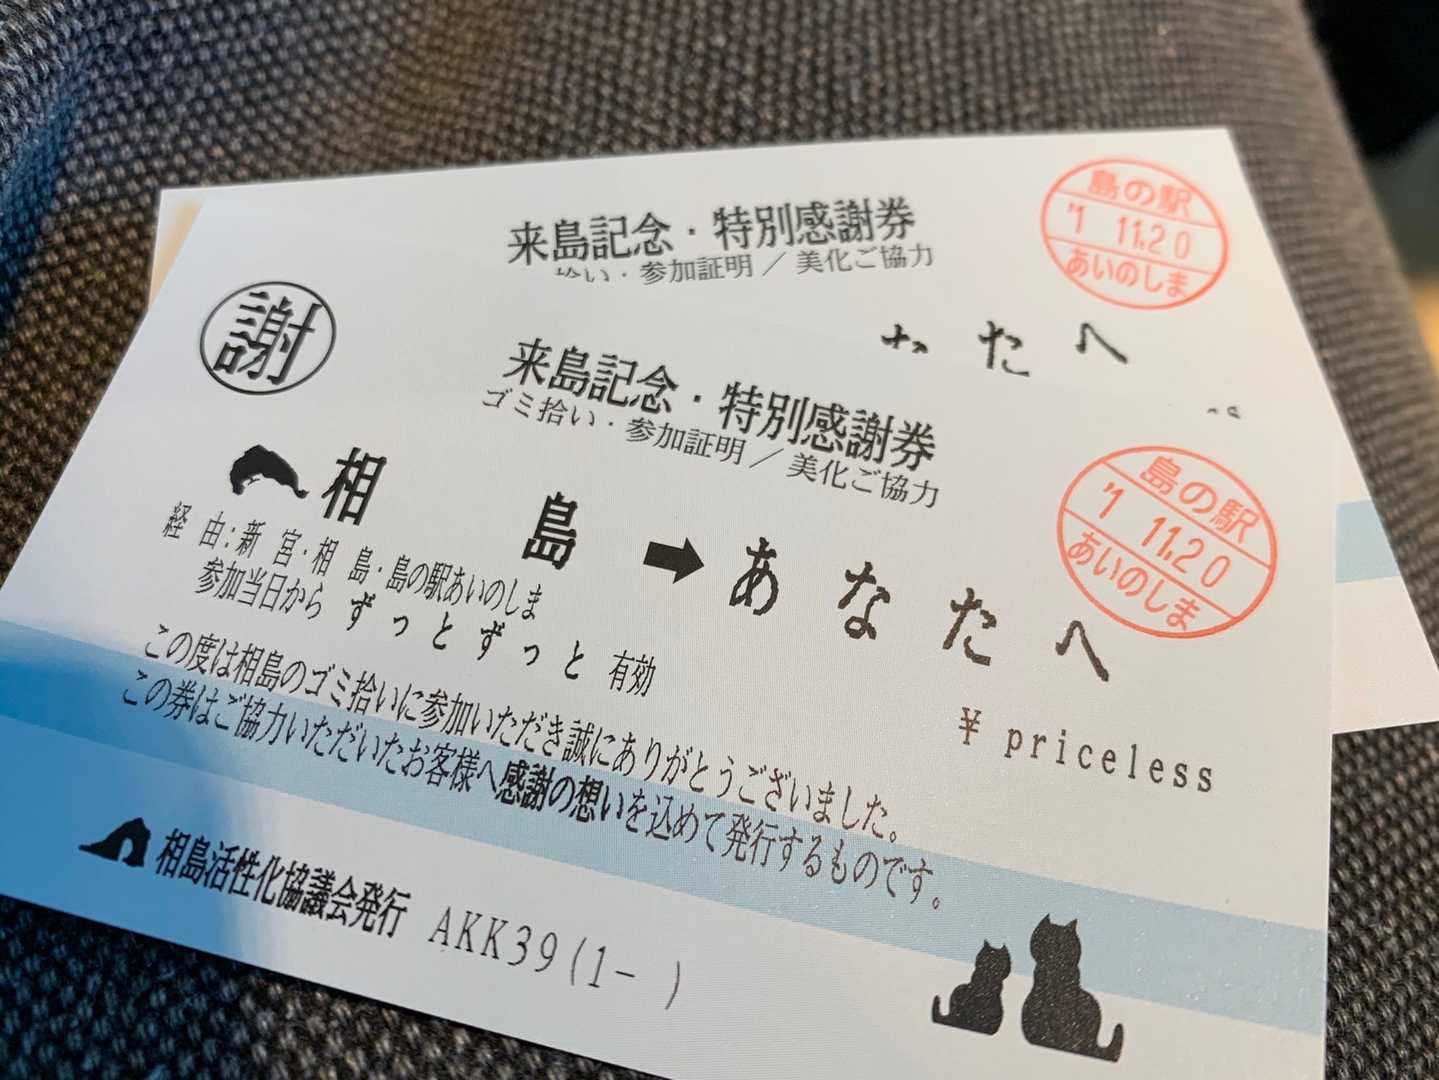 来島記念・特別感謝券
拾い・参加証明／美化ご協力
島の駅
'1 11.20
あいのしま
なたへ
謝
来島記念・特別感謝券
ゴミ拾い・参加証明／美化ご協力
島の駅
'1 11.20
あいのしま
相島➡あなたへ
経由：新宮・相島・島の駅あいのしま
参加当日から ずっとずっと 有効
¥ priceless
この度は相島のゴミ拾いに参加いただき誠にありがとうございました。
この券はご協力いただいたお客様へ感謝の想いを込めて発行するものです。
相島活性化協議会発行 AKK39(1- )